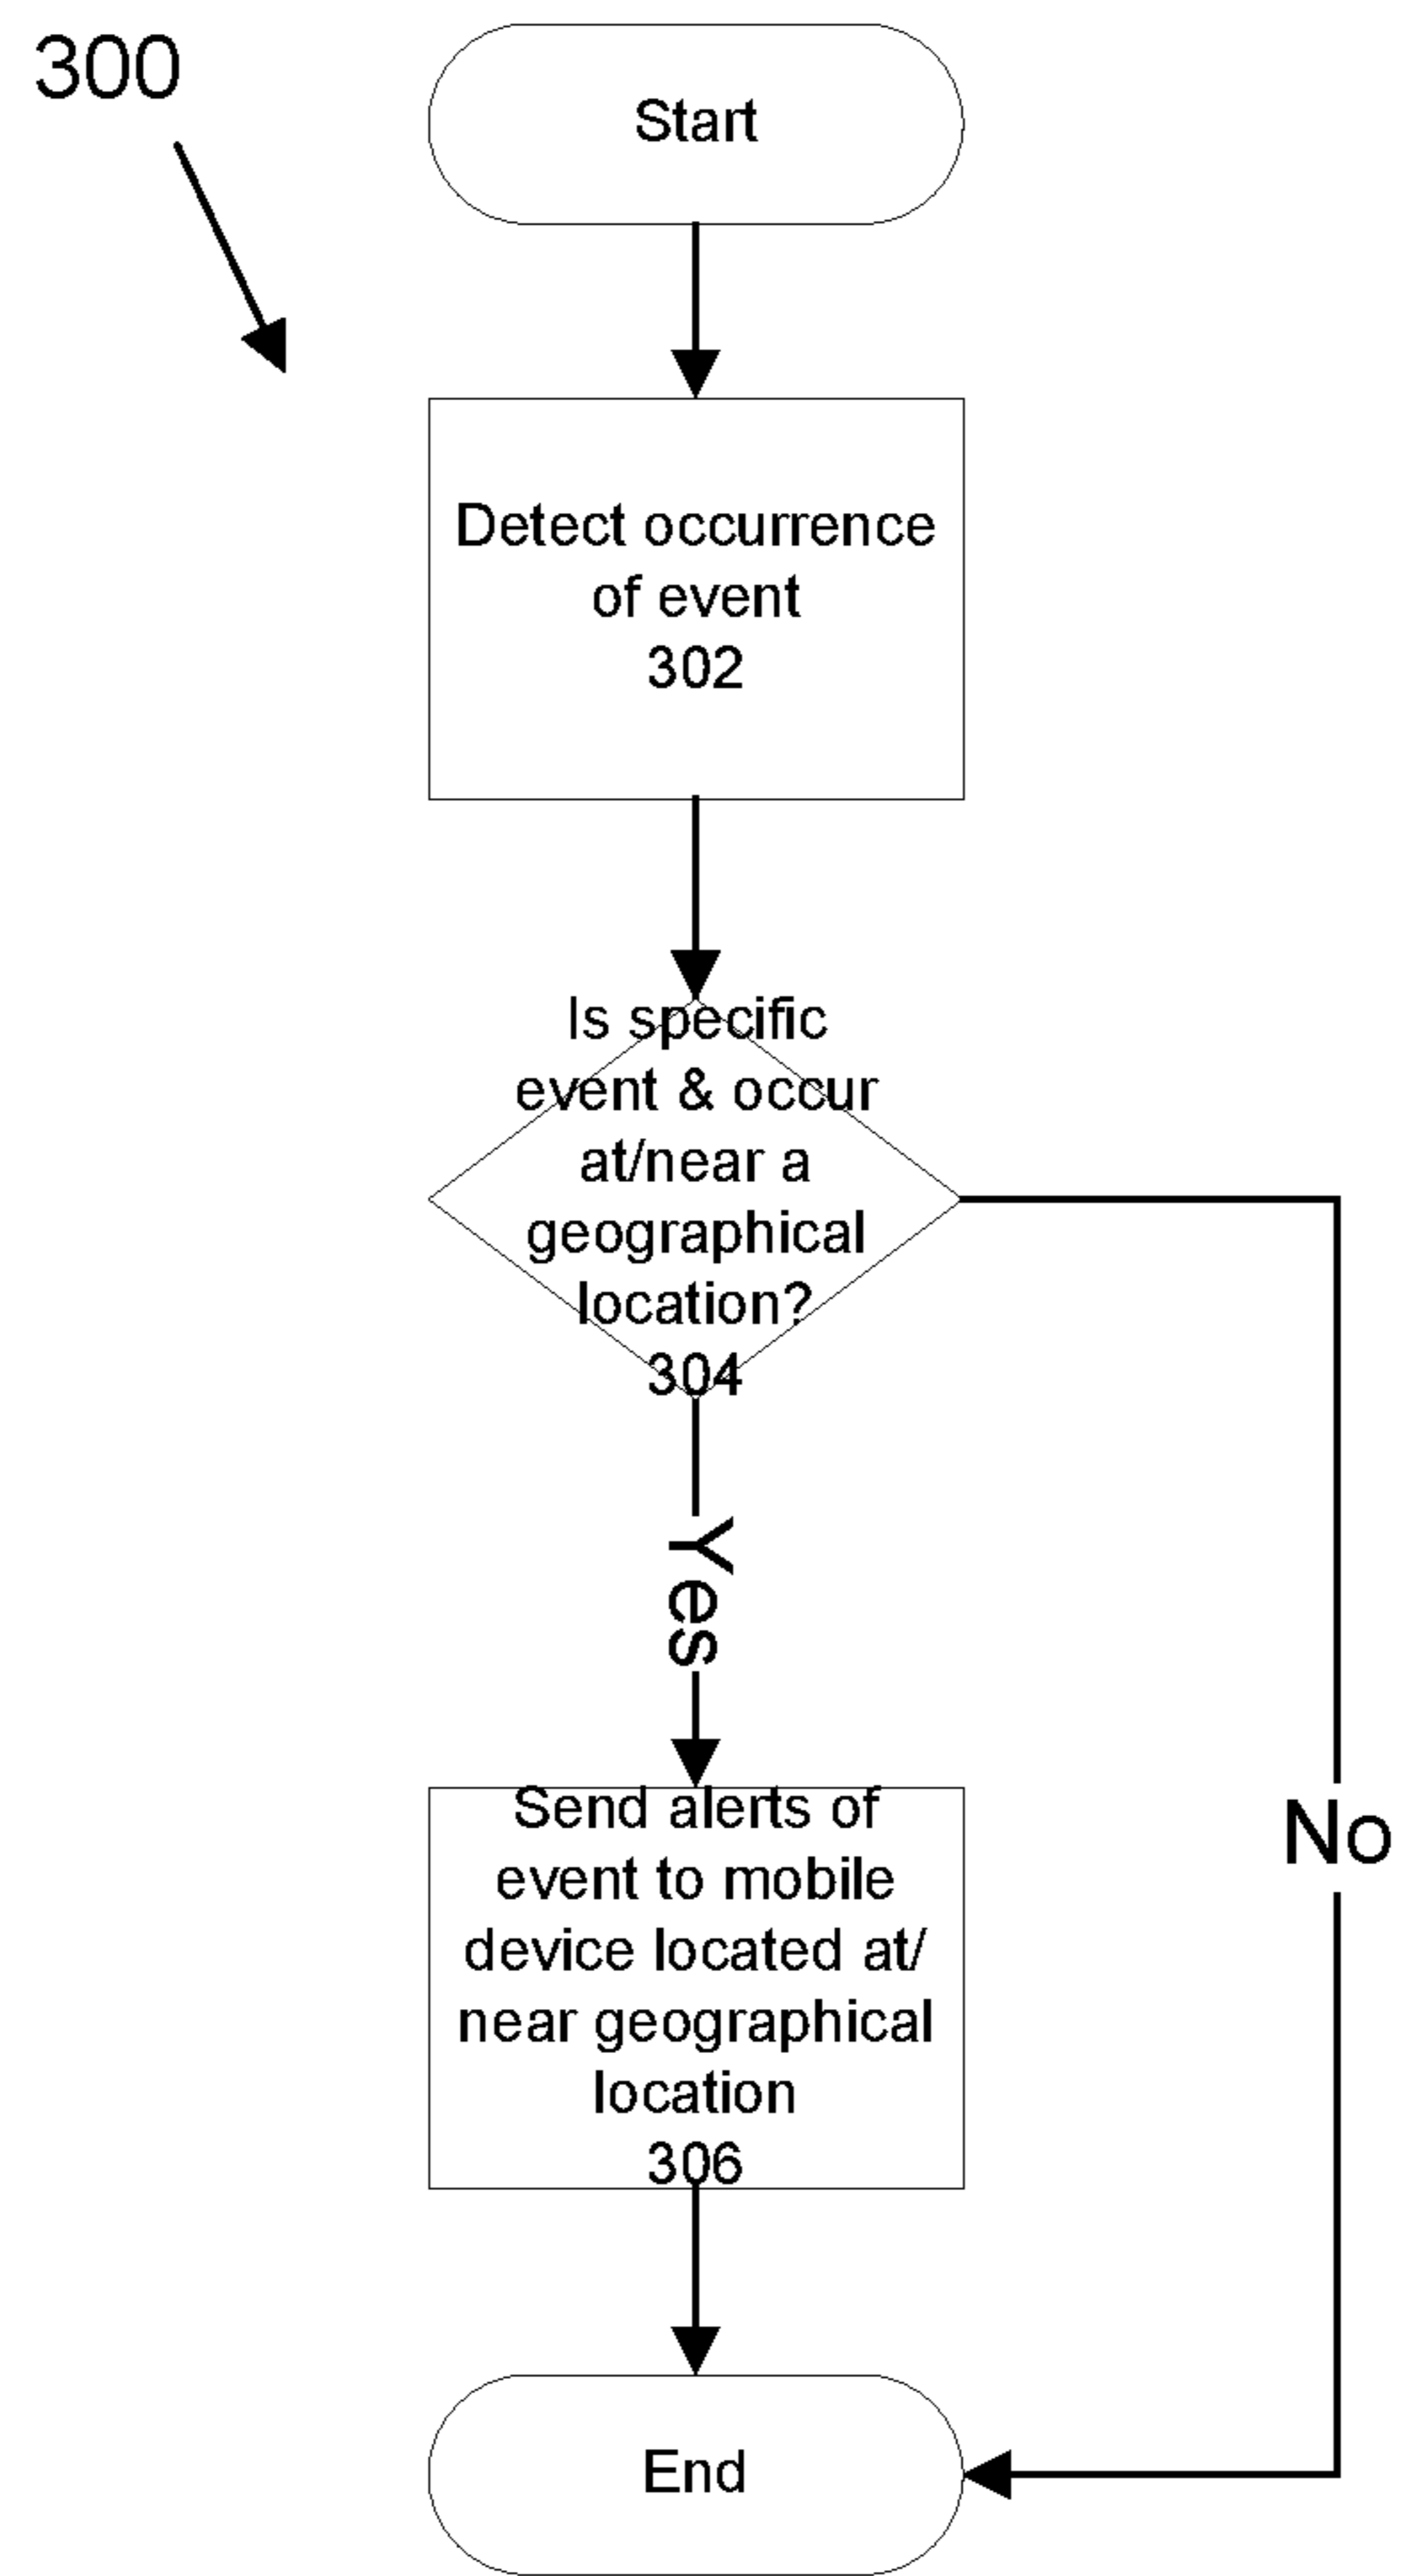 300
Start
Detect occurrence
of event
302
Is specific
event & occur
at/near a
geographical
location?
304
Yes
Send alerts of
event to mobile
device located at/
near geographical
location
306
No
End